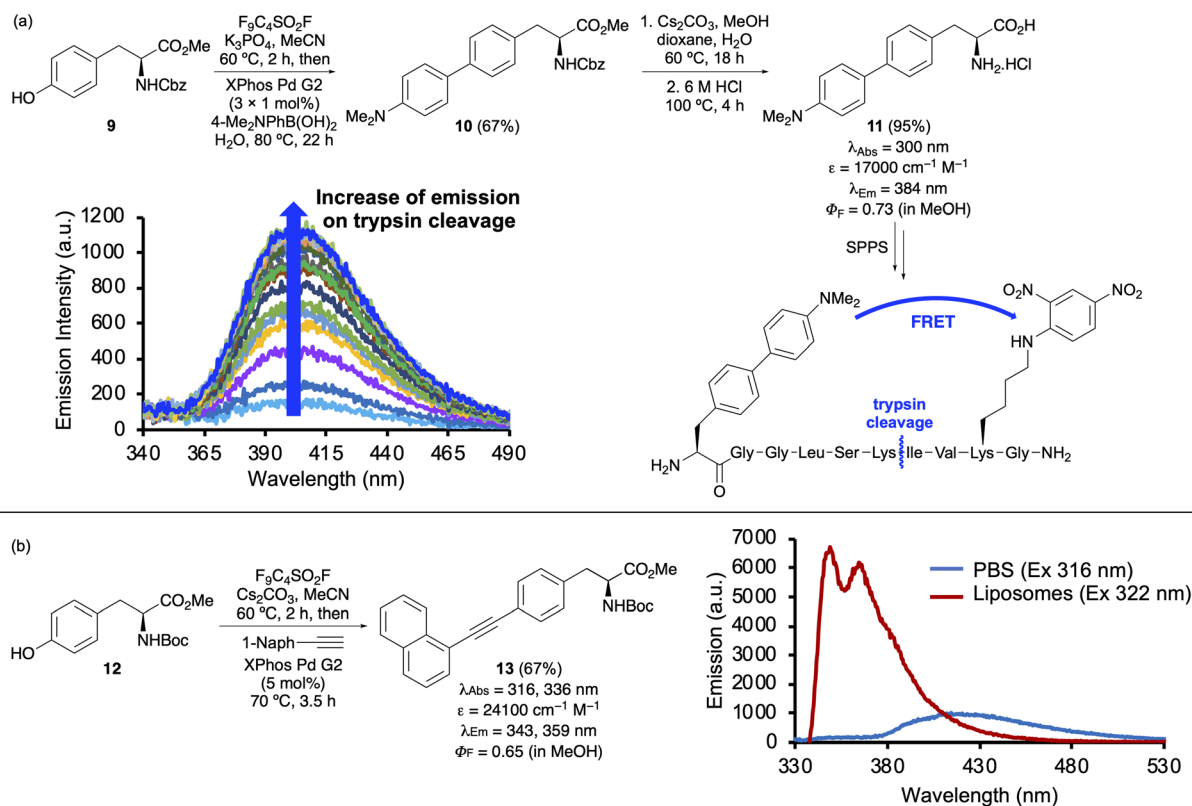 (a)
F₉C₄SO₂F
K₃PO₄, MeCN
60 ºC, 2 h, then
XPhos Pd G2
(3 × 1 mol%)
4-Me₂NPhB(OH)₂
H₂O, 80 ºC, 22 h
CO₂Me
NHCbz
HO
9
CO₂Me
NHCbz
Me₂N
10 (67%)
1. Cs₂CO₃, MeOH
dioxane, H₂O
60 ºC, 18 h
2. 6 M HCl
100 ºC, 4 h
CO₂H
NH₂.HCl
Me₂N
11 (95%)
λAbs = 300 nm
ε = 17000 cm⁻¹ M⁻¹
λEm = 384 nm
ΦF = 0.73 (in MeOH)
SPPS
Increase of emission
on trypsin cleavage
Emission Intensity (a.u.)
1200
1000
800
600
400
200
0
340 365 390 415 440 465 490
Wavelength (nm)
NMe₂
FRET
O₂N
NO₂
HN
trypsin
cleavage
H₂N
O
Gly–Gly–Leu–Ser–Lys Ile–Val–Lys–Gly–NH₂
(b)
F₉C₄SO₂F
Cs₂CO₃, MeCN
60 ºC, 2 h, then
1-Naph
XPhos Pd G2
(5 mol%)
70 ºC, 3.5 h
CO₂Me
NHBoc
HO
12
CO₂Me
NHBoc
13 (67%)
λAbs = 316, 336 nm
ε = 24100 cm⁻¹ M⁻¹
λEm = 343, 359 nm
ΦF = 0.65 (in MeOH)
Emission (a.u.)
7000
6000
5000
4000
3000
2000
1000
0
330 380 430 480 530
Wavelength (nm)
PBS (Ex 316 nm)
Liposomes (Ex 322 nm)